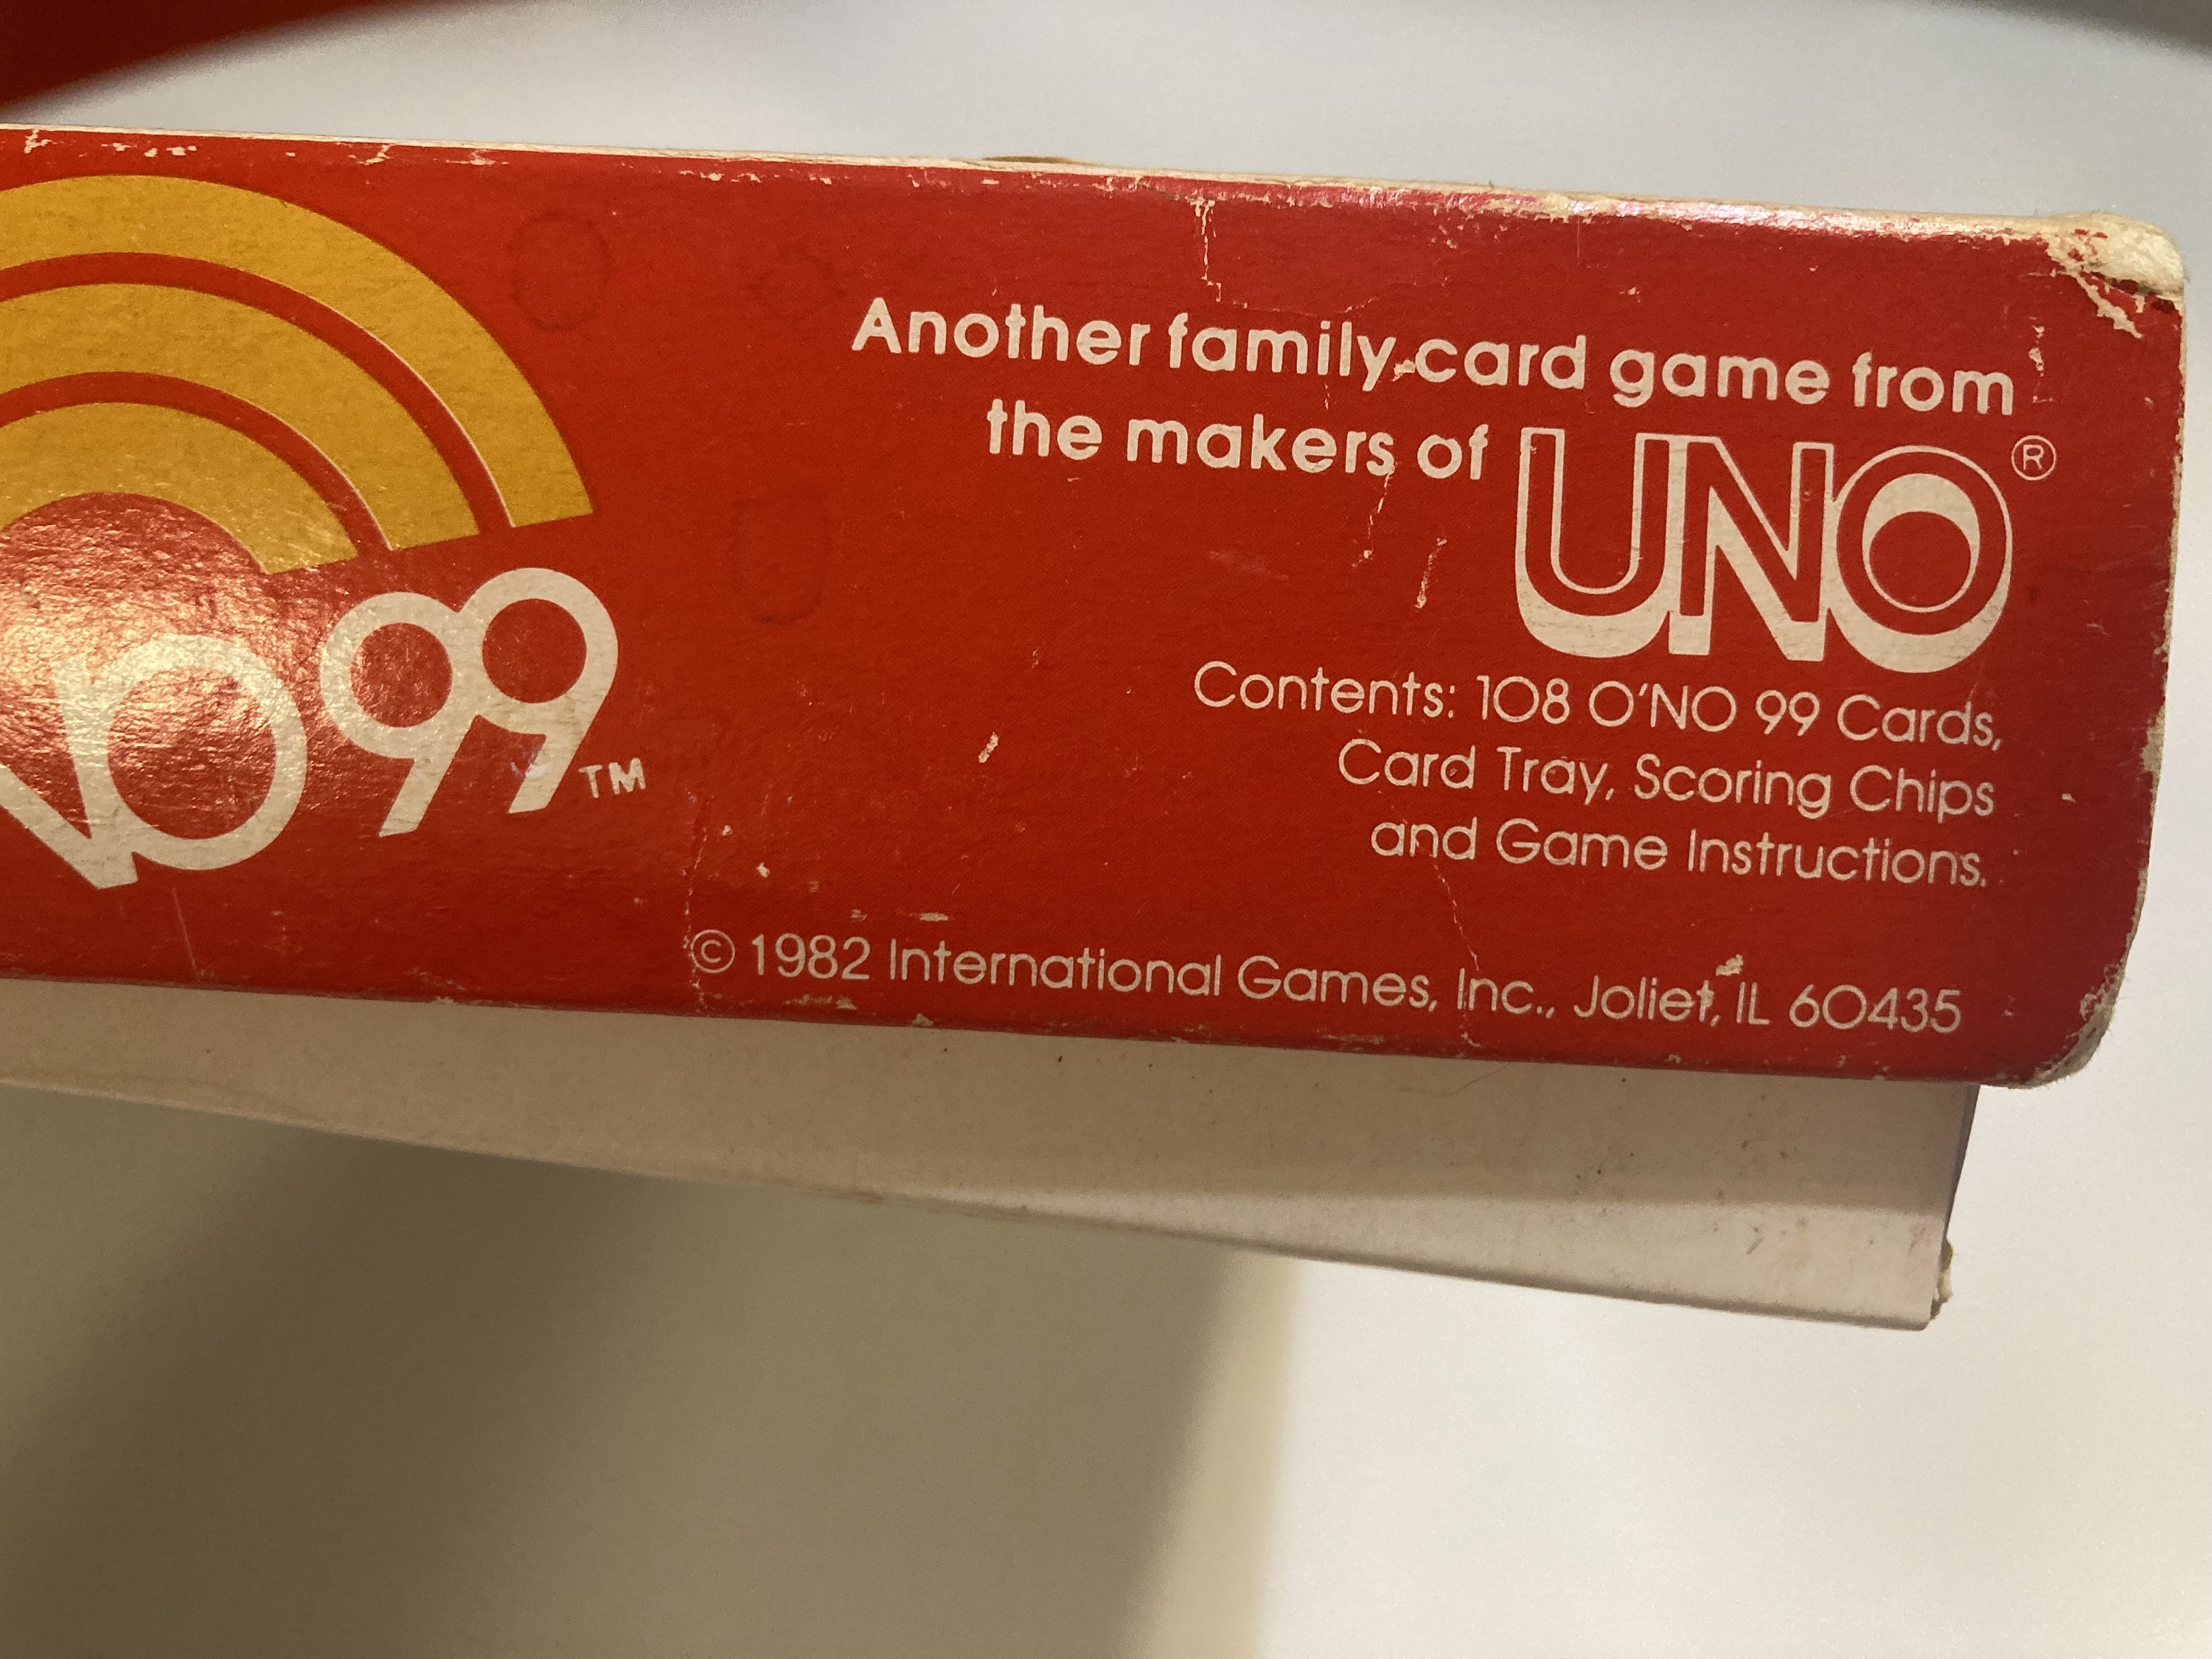 NO 99™
Another family card game from
the makers of UNO®
Contents: 108 O'NO 99 Cards,
Card Tray, Scoring Chips
and Game Instructions.
© 1982 International Games, Inc., Joliet, IL 60435